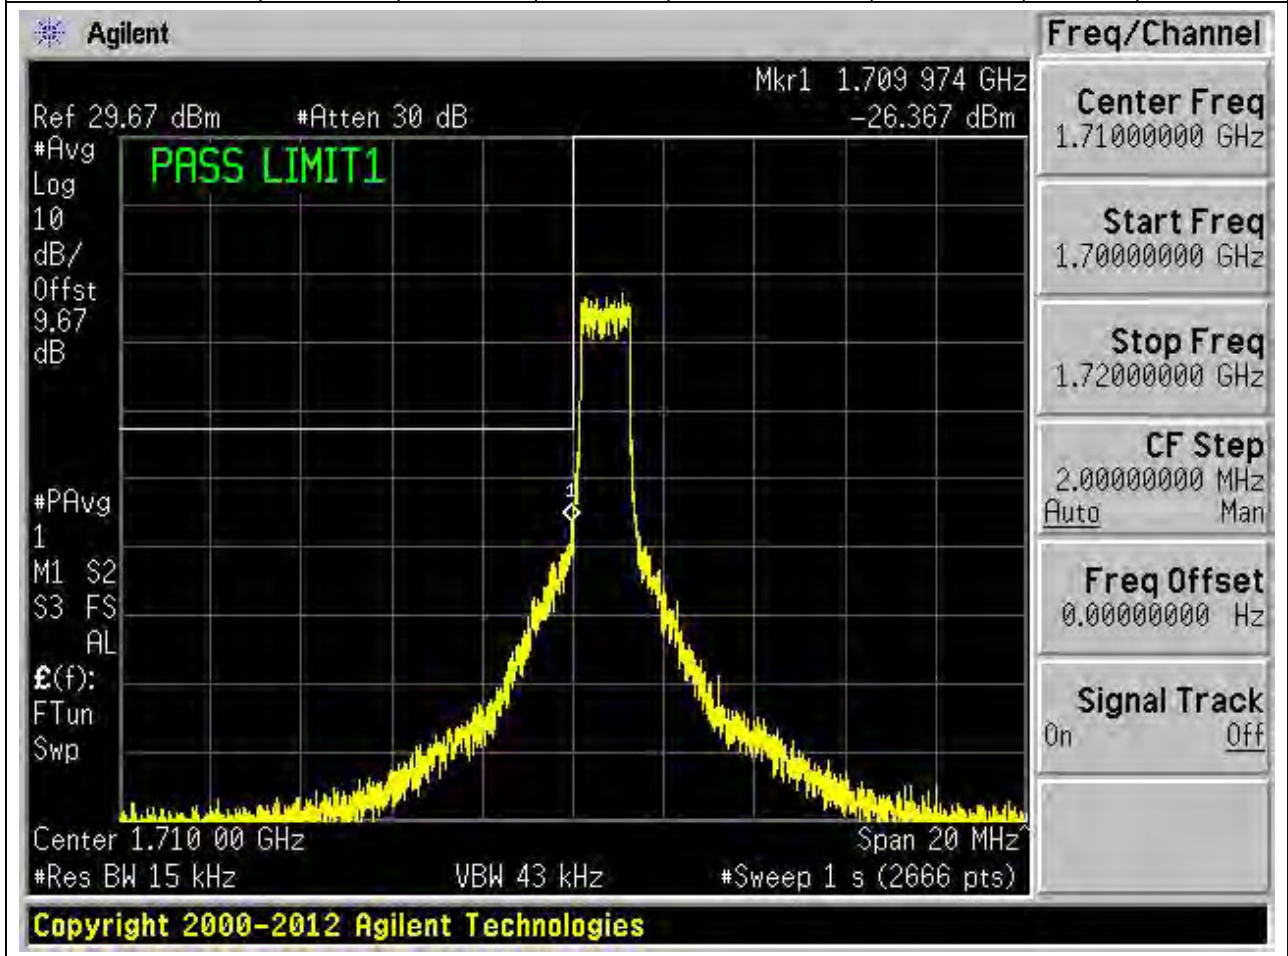 Agilent
Freq/Channel
Mkr1 1.709 974 GHz
Ref 29.67 dBm #Atten 30 dB -26.367 dBm
#Avg
Log
10
dB/
Offst
9.67
dB
PASS LIMIT1
1
#PAvg
1
M1 S2
S3 FS
AL
£(f):
FTun
Swp
Center 1.710 00 GHz Span 20 MHz^
#Res BW 15 kHz VBW 43 kHz #Sweep 1 s (2666 pts)
Center Freq
1.71000000 GHz
Start Freq
1.70000000 GHz
Stop Freq
1.72000000 GHz
CF Step
2.00000000 MHz
Auto Man
Freq Offset
0.00000000 Hz
Signal Track
On Off
Copyright 2000-2012 Agilent Technologies